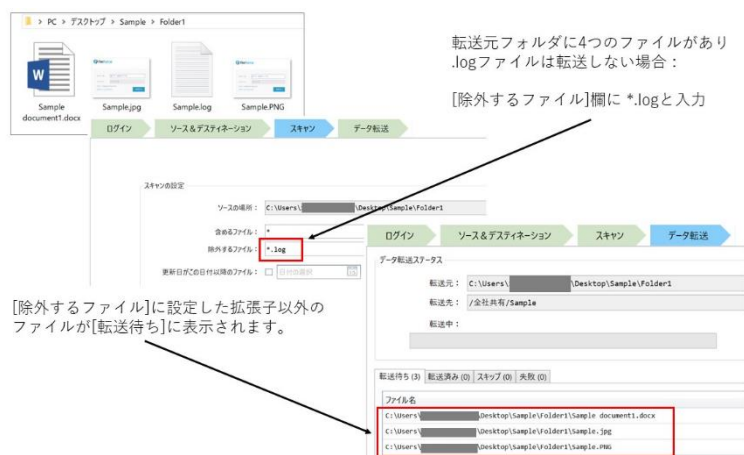 > PC > デスクトップ > Sample > Folder1
W
Sample document1.docx
Sample.jpg
Sample.log
Sample.PNG
転送元フォルダに4つのファイルがあり
.logファイルは転送しない場合：
[除外するファイル]欄に *.logと入力
ログイン
ソース＆デスティネーション
スキャン
データ転送
スキャンの設定
ソースの場所： C:\Users\ \Desktop\Sample\Folder1
含めるファイル： *
除外するファイル： *.log
更新日がこの日付以降のファイル： 日付の選択
[除外するファイル]に設定した拡張子以外の
ファイルが[転送待ち]に表示されます。
ログイン
ソース＆デスティネーション
スキャン
データ転送
データ転送ステータス
転送元： C:\Users\ \Desktop\Sample\Folder1
転送先： /全社共有/Sample
転送中：
転送待ち (3) 転送済み (0) スキップ (0) 失敗 (0)
ファイル名
C:\Users\ \Desktop\Sample\Folder1\Sample document1.docx
C:\Users\ \Desktop\Sample\Folder1\Sample.jpg
C:\Users\ \Desktop\Sample\Folder1\Sample.PNG